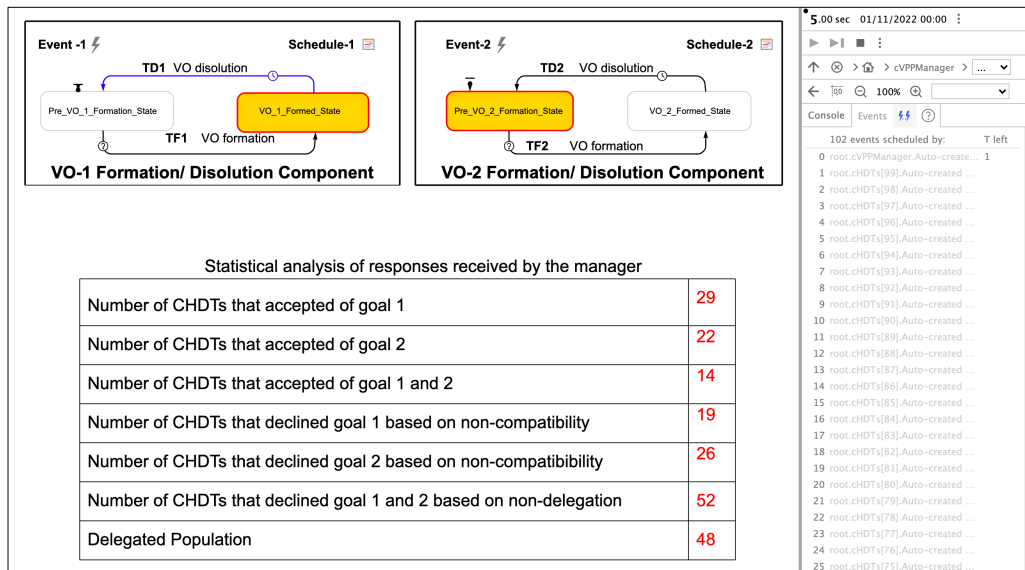 Event -1
Schedule-1
TD1 VO disolution
Pre_VO_1_Formation_State
VO_1_Formed_State
TF1 VO formation
VO-1 Formation/ Disolution Component
Event-2
Schedule-2
TD2 VO disolution
Pre_VO_2_Formation_State
VO_2_Formed_State
TF2 VO formation
VO-2 Formation/ Disolution Component
Statistical analysis of responses received by the manager
Number of CHDTs that accepted of goal 1 29
Number of CHDTs that accepted of goal 2 22
Number of CHDTs that accepted of goal 1 and 2 14
Number of CHDTs that declined goal 1 based on non-compatibility 19
Number of CHDTs that declined goal 2 based on non-compatibibility 26
Number of CHDTs that declined goal 1 and 2 based on non-delegation 52
Delegated Population 48
5.00 sec 01/11/2022 00:00
> cVPPManager > ...
100%
Console Events
102 events scheduled by: T left
0 root.cVPPManager.Auto-create... 1
1 root.cHDTs[99].Auto-created ...
2 root.cHDTs[98].Auto-created ...
3 root.cHDTs[97].Auto-created ...
4 root.cHDTs[96].Auto-created ...
5 root.cHDTs[95].Auto-created ...
6 root.cHDTs[94].Auto-created ...
7 root.cHDTs[93].Auto-created ...
8 root.cHDTs[92].Auto-created ...
9 root.cHDTs[91].Auto-created ...
10 root.cHDTs[90].Auto-created ...
11 root.cHDTs[89].Auto-created ...
12 root.cHDTs[88].Auto-created ...
13 root.cHDTs[87].Auto-created ...
14 root.cHDTs[86].Auto-created ...
15 root.cHDTs[85].Auto-created ...
16 root.cHDTs[84].Auto-created ...
17 root.cHDTs[83].Auto-created ...
18 root.cHDTs[82].Auto-created ...
19 root.cHDTs[81].Auto-created ...
20 root.cHDTs[80].Auto-created ...
21 root.cHDTs[79].Auto-created ...
22 root.cHDTs[78].Auto-created ...
23 root.cHDTs[77].Auto-created ...
24 root.cHDTs[76].Auto-created ...
25 root.cHDTs[75].Auto-created ...